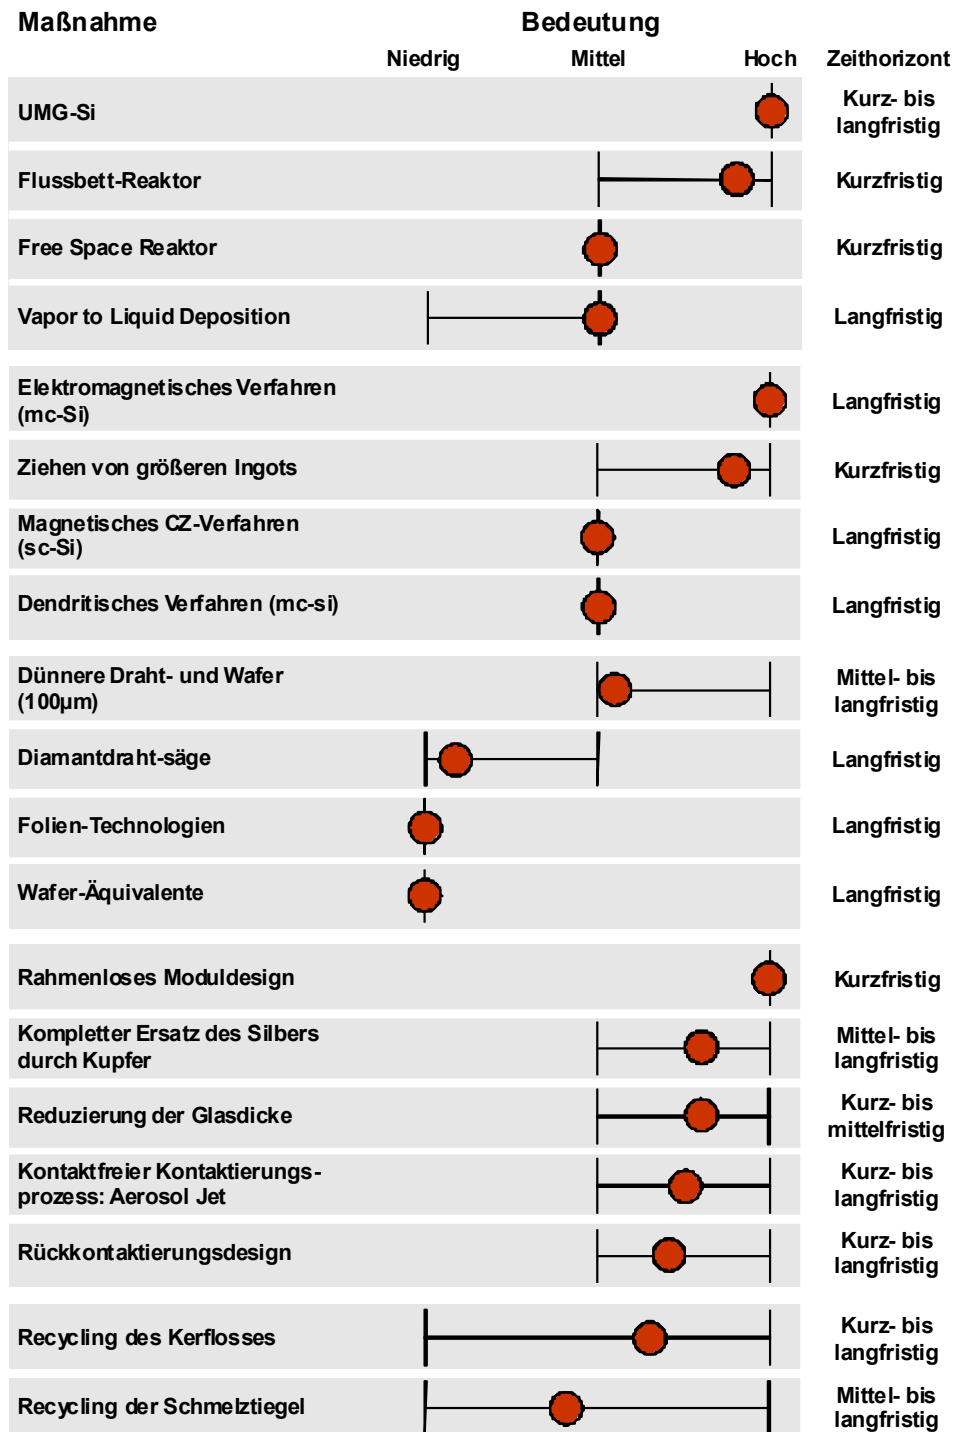 Maßnahme Bedeutung
Niedrig Mittel Hoch Zeithorizont
UMG-Si Kurz- bis
langfristig
Flussbett-Reaktor Kurzfristig
Free Space Reaktor Kurzfristig
Vapor to Liquid Deposition Langfristig
Elektromagnetisches Verfahren
(mc-Si) Langfristig
Ziehen von größeren Ingots Kurzfristig
Magnetisches CZ-Verfahren
(sc-Si) Langfristig
Dendritisches Verfahren (mc-si) Langfristig
Dünnere Draht- und Wafer Mittel- bis
(100µm) langfristig
Diamantdraht-säge Langfristig
Folien-Technologien Langfristig
Wafer-Äquivalente Langfristig
Rahmenloses Moduldesign Kurzfristig
Kompletter Ersatz des Silbers Mittel- bis
durch Kupfer langfristig
Reduzierung der Glasdicke Kurz- bis
mittelfristig
Kontaktfreier Kontaktierungs- Kurz- bis
prozess: Aerosol Jet langfristig
Rückkontaktierungsdesign Kurz- bis
langfristig
Recycling des Kerflosses Kurz- bis
langfristig
Recycling der Schmelztiegel Mittel- bis
langfristig